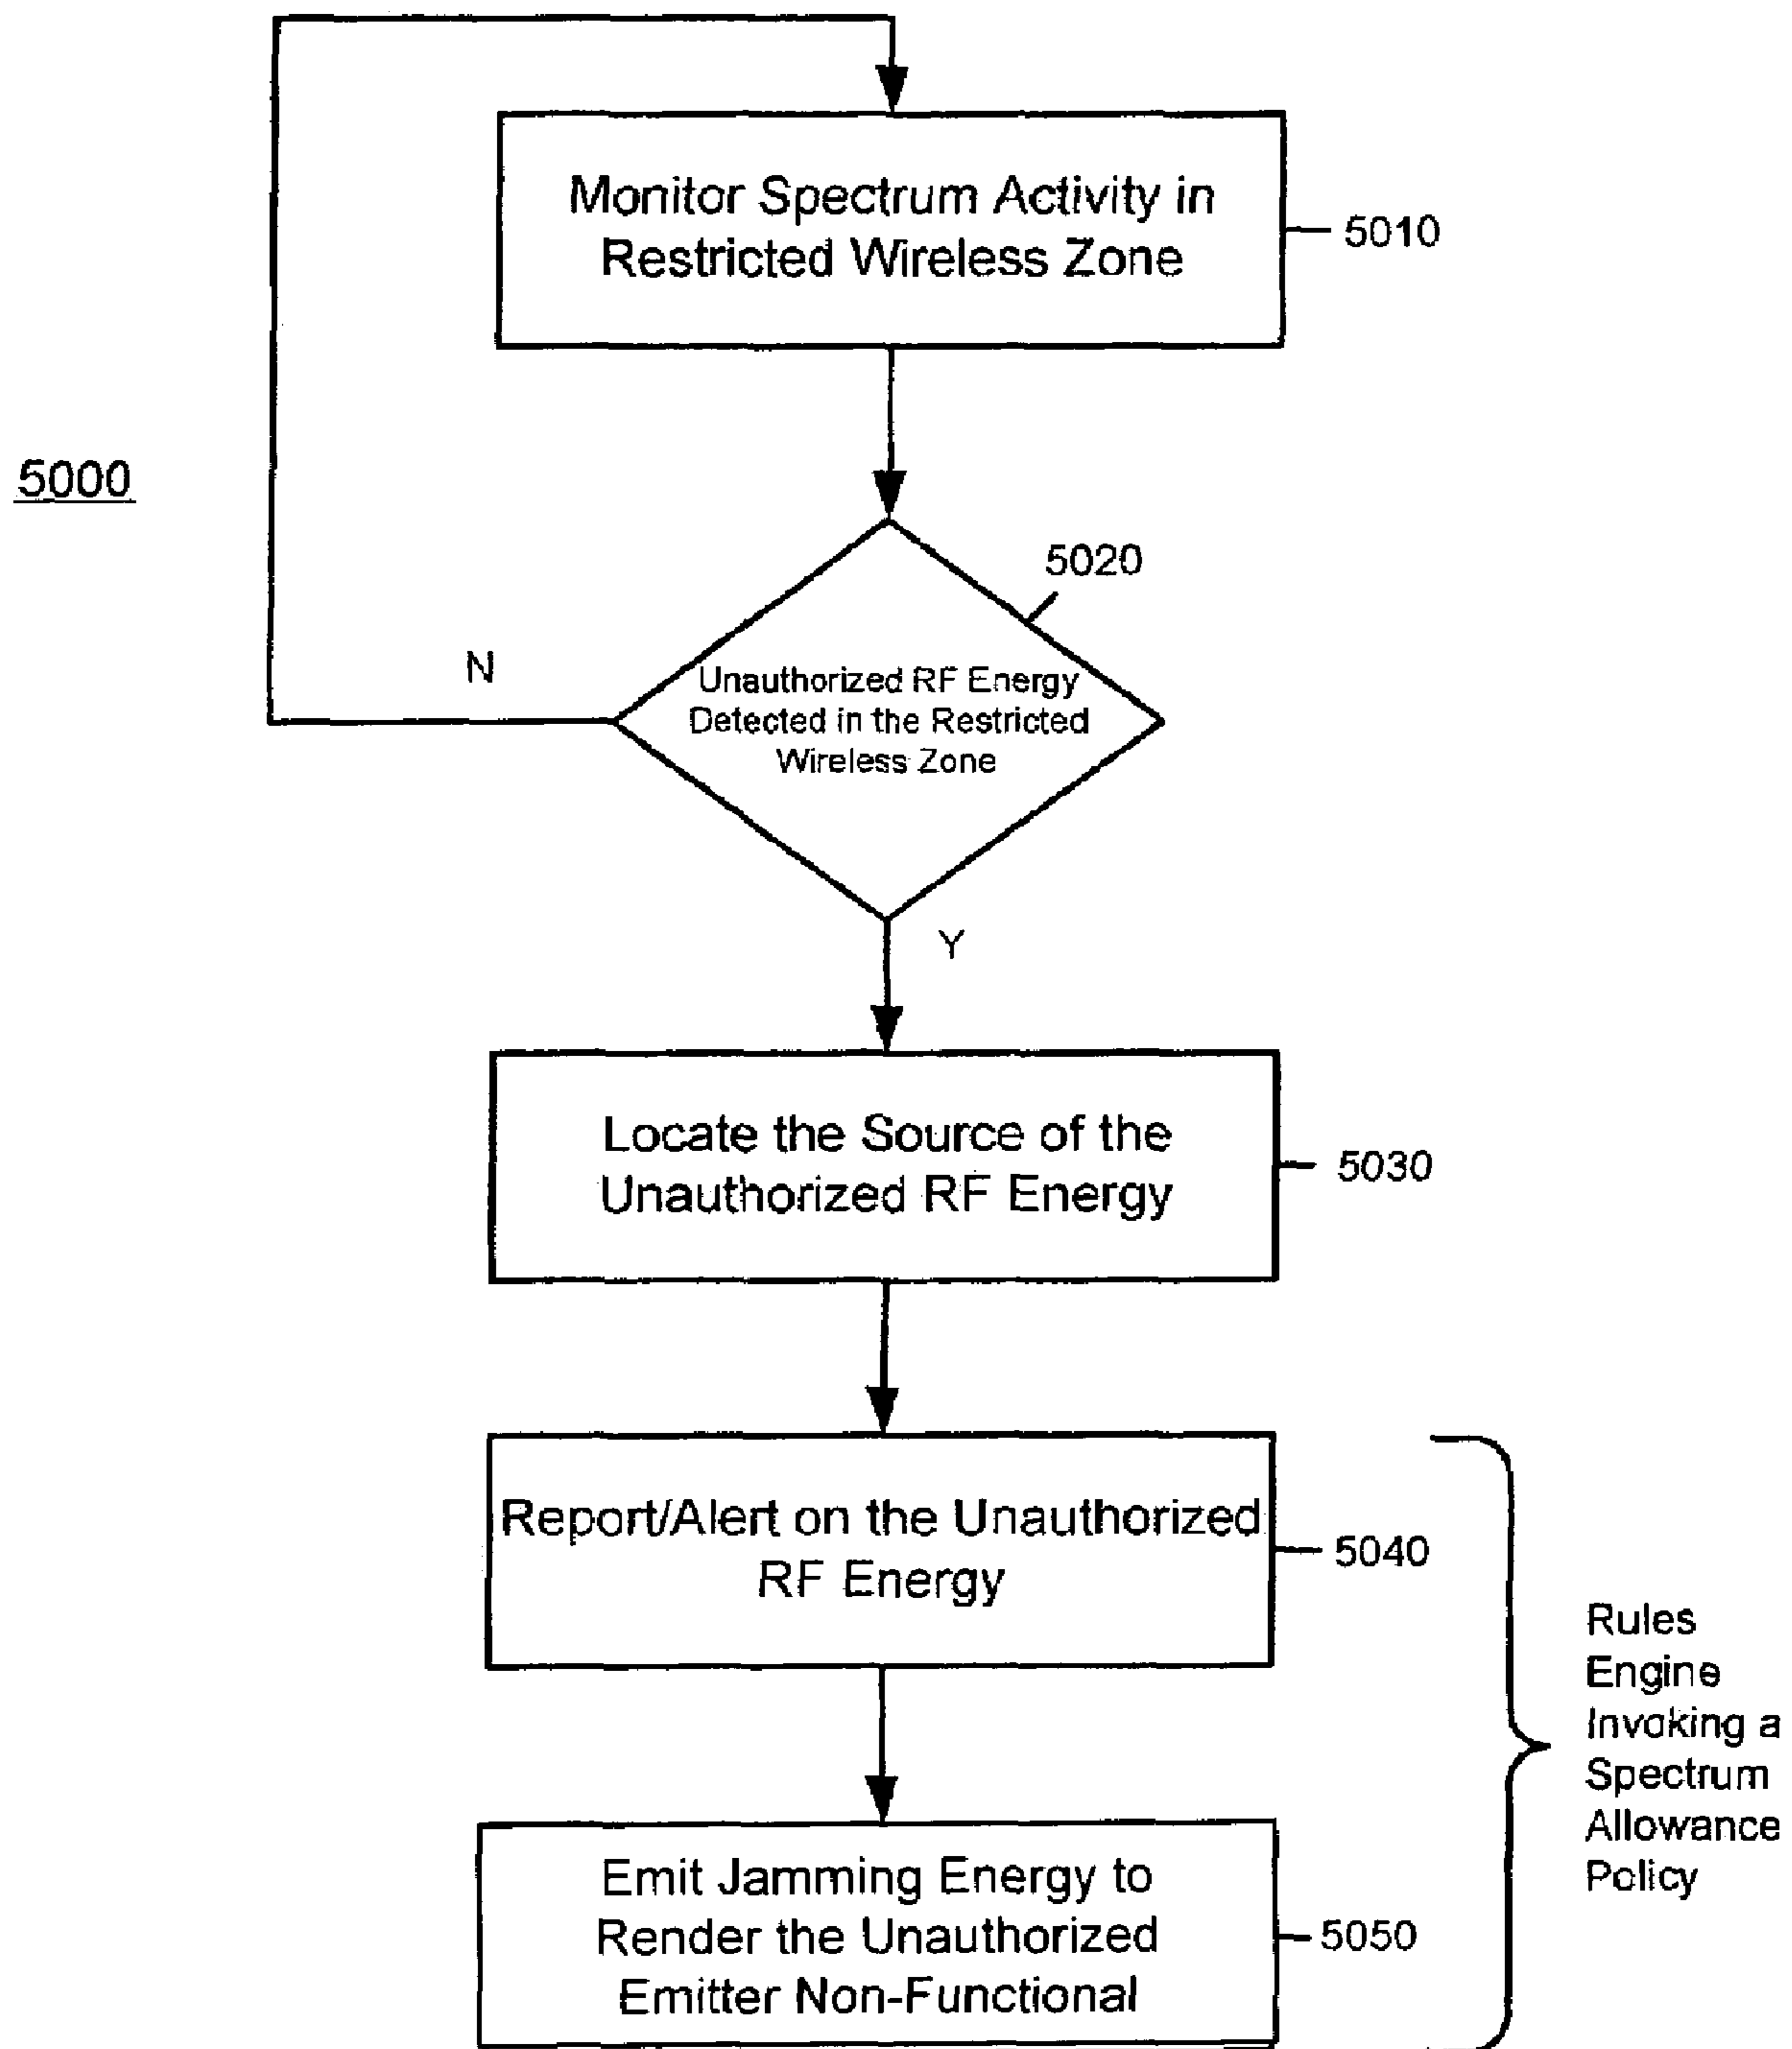 Monitor Spectrum Activity in
Restricted Wireless Zone
5010
5000
5020
N
Unauthorized RF Energy
Detected in the Restricted
Wireless Zone
Y
Locate the Source of the
Unauthorized RF Energy
5030
Report/Alert on the Unauthorized
RF Energy
5040
Rules
Engine
Invoking a
Spectrum
Allowance
Policy
Emit Jamming Energy to
Render the Unauthorized
Emitter Non-Functional
5050